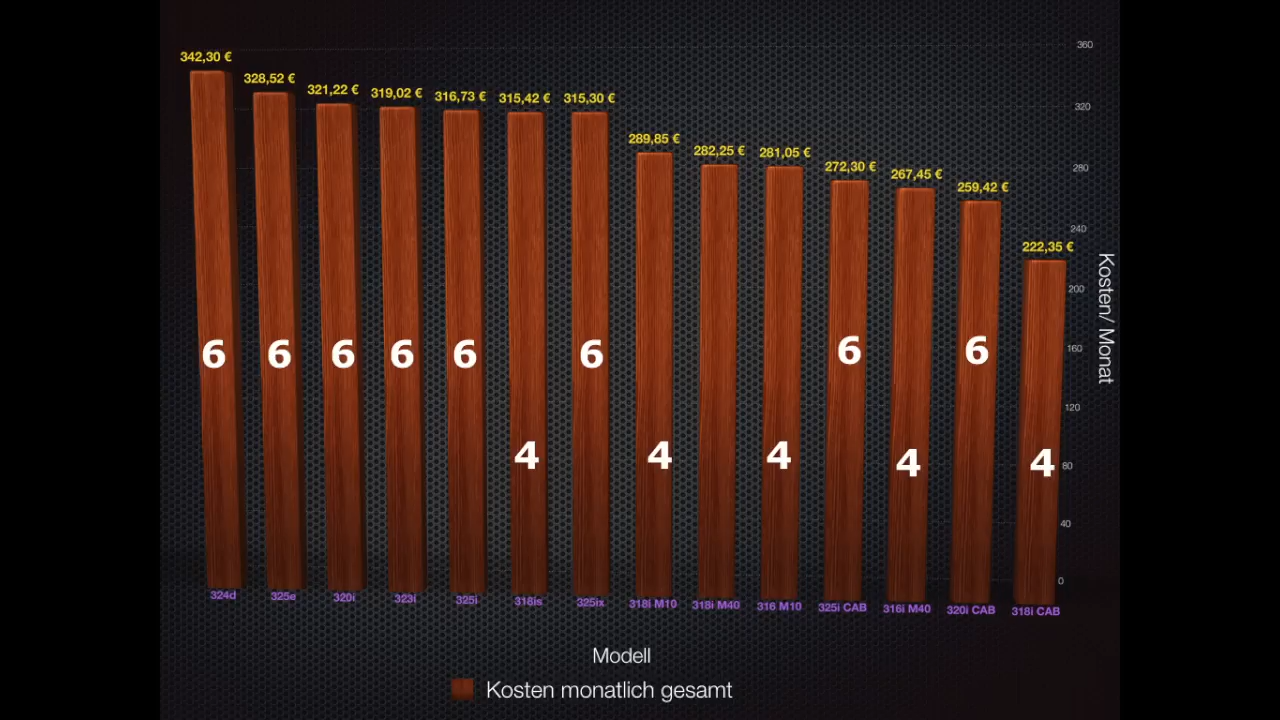 342,30 €
328,52 €
321,22 €
319,02 €
316,73 €
315,42 €
315,30 €
289,85 €
282,25 €
281,05 €
272,30 €
267,45 €
259,42 €
222,35 €
360
320
280
240
200
160
120
80
40
0
Kosten/ Monat
6 6 6 6 6 6 6 6
4 4 4 4 4
324d
325e
320i
323i
325i
318is
325ix
318i M10
318i M40
316 M10
325i CAB
316i M40
320i CAB
318i CAB
Modell
Kosten monatlich gesamt